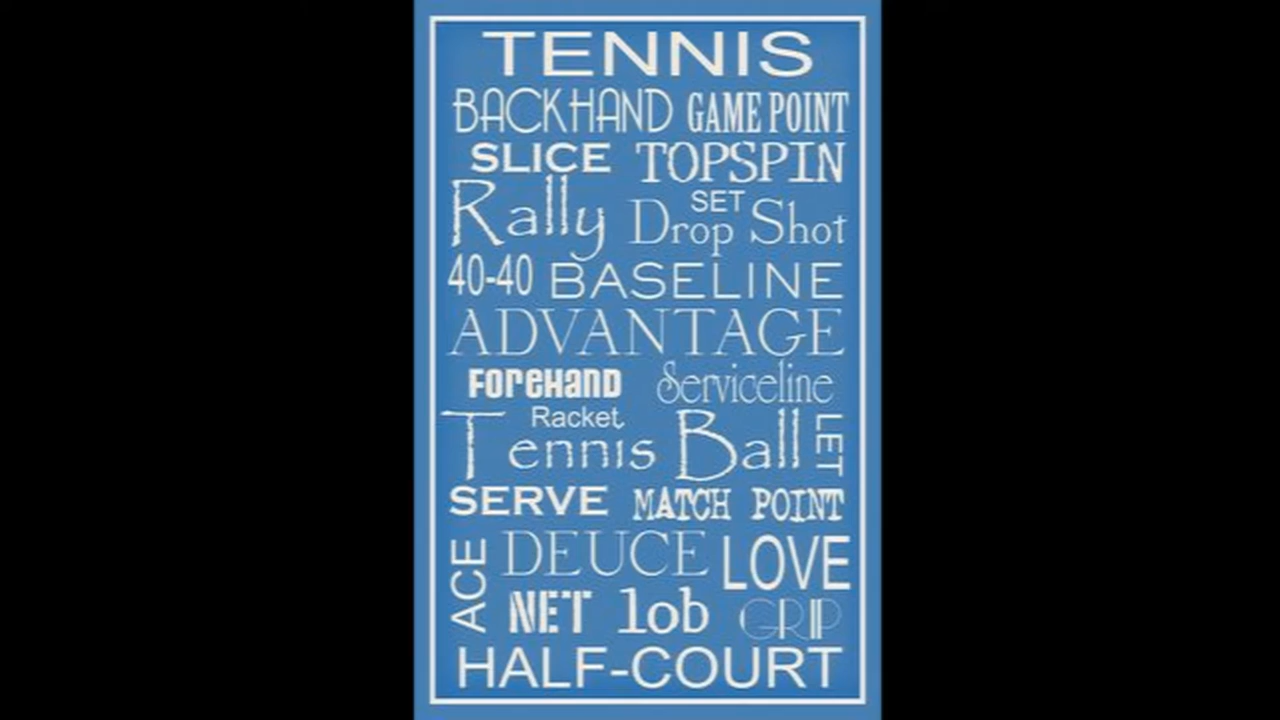 TENNIS
BACKHAND GAME POINT
SLICE TOPSPIN
Rally SET Drop Shot
40-40 BASELINE
ADVANTAGE
FOREHAND Serviceline
Racket
Tennis Ball LET
SERVE MATCH POINT
ACE DEUCE LOVE
NET lob GRIP
HALF-COURT